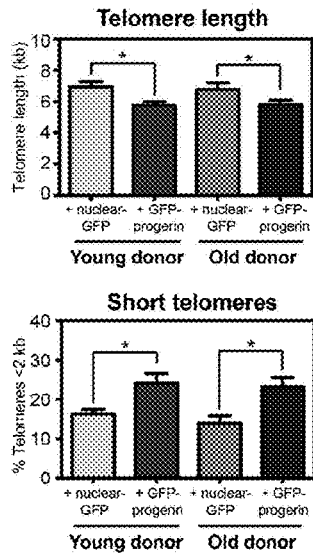 Telomere length
Telomere length (kb)
10
8
6
4
2
0
*
*
+ nuclear-
GFP
+ GFP-
progerin
+ nuclear-
GFP
+ GFP-
progerin
Young donor
Old donor
Short telomeres
% Telomeres <2 kb
40
30
20
10
0
*
*
+ nuclear-
GFP
+ GFP-
progerin
+ nuclear-
GFP
+ GFP-
progerin
Young donor
Old donor